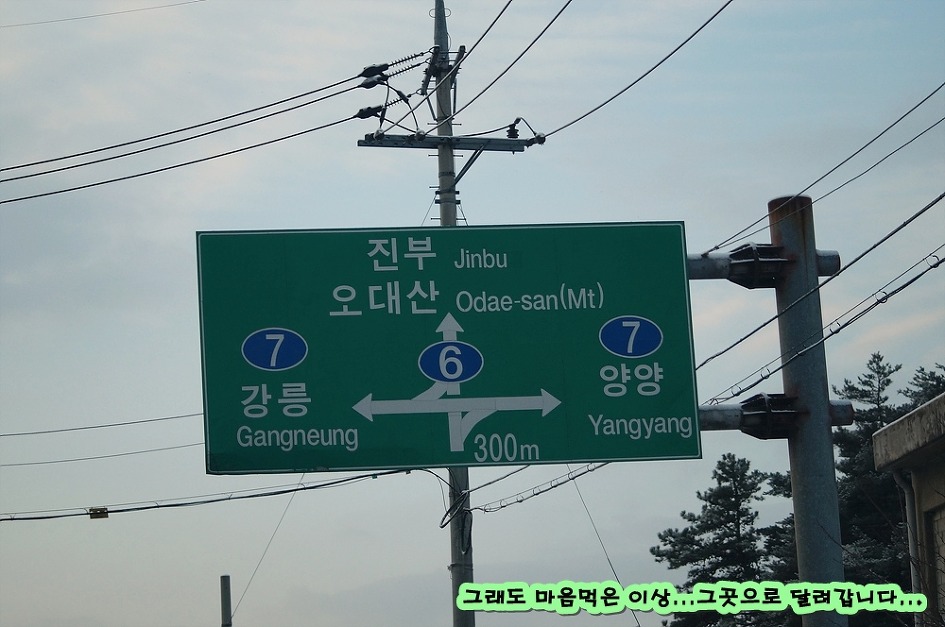 진부 Jinbu
오대산 Odae-san(Mt)
7
6
7
강릉
양양
Gangneung
Yangyang
300m
그래도 마음먹은 이상...그곳으로 달려갑니다...